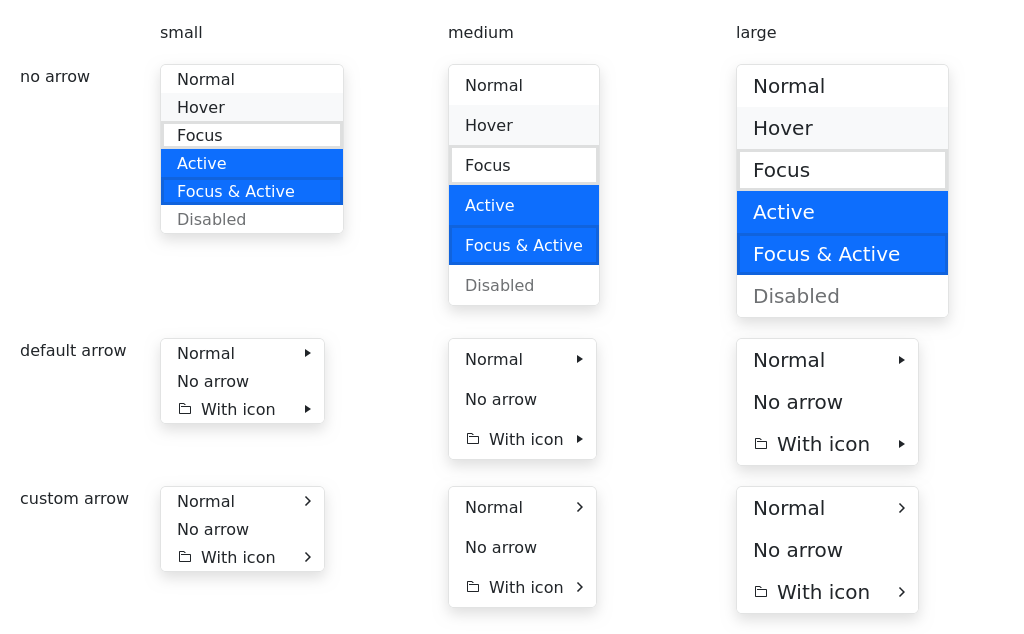 small
medium
large
no arrow
Normal
Hover
Focus
Active
Focus & Active
Disabled
Normal
Hover
Focus
Active
Focus & Active
Disabled
Normal
Hover
Focus
Active
Focus & Active
Disabled
default arrow
Normal
No arrow
With icon
Normal
No arrow
With icon
Normal
No arrow
With icon
custom arrow
Normal
No arrow
With icon
Normal
No arrow
With icon
Normal
No arrow
With icon